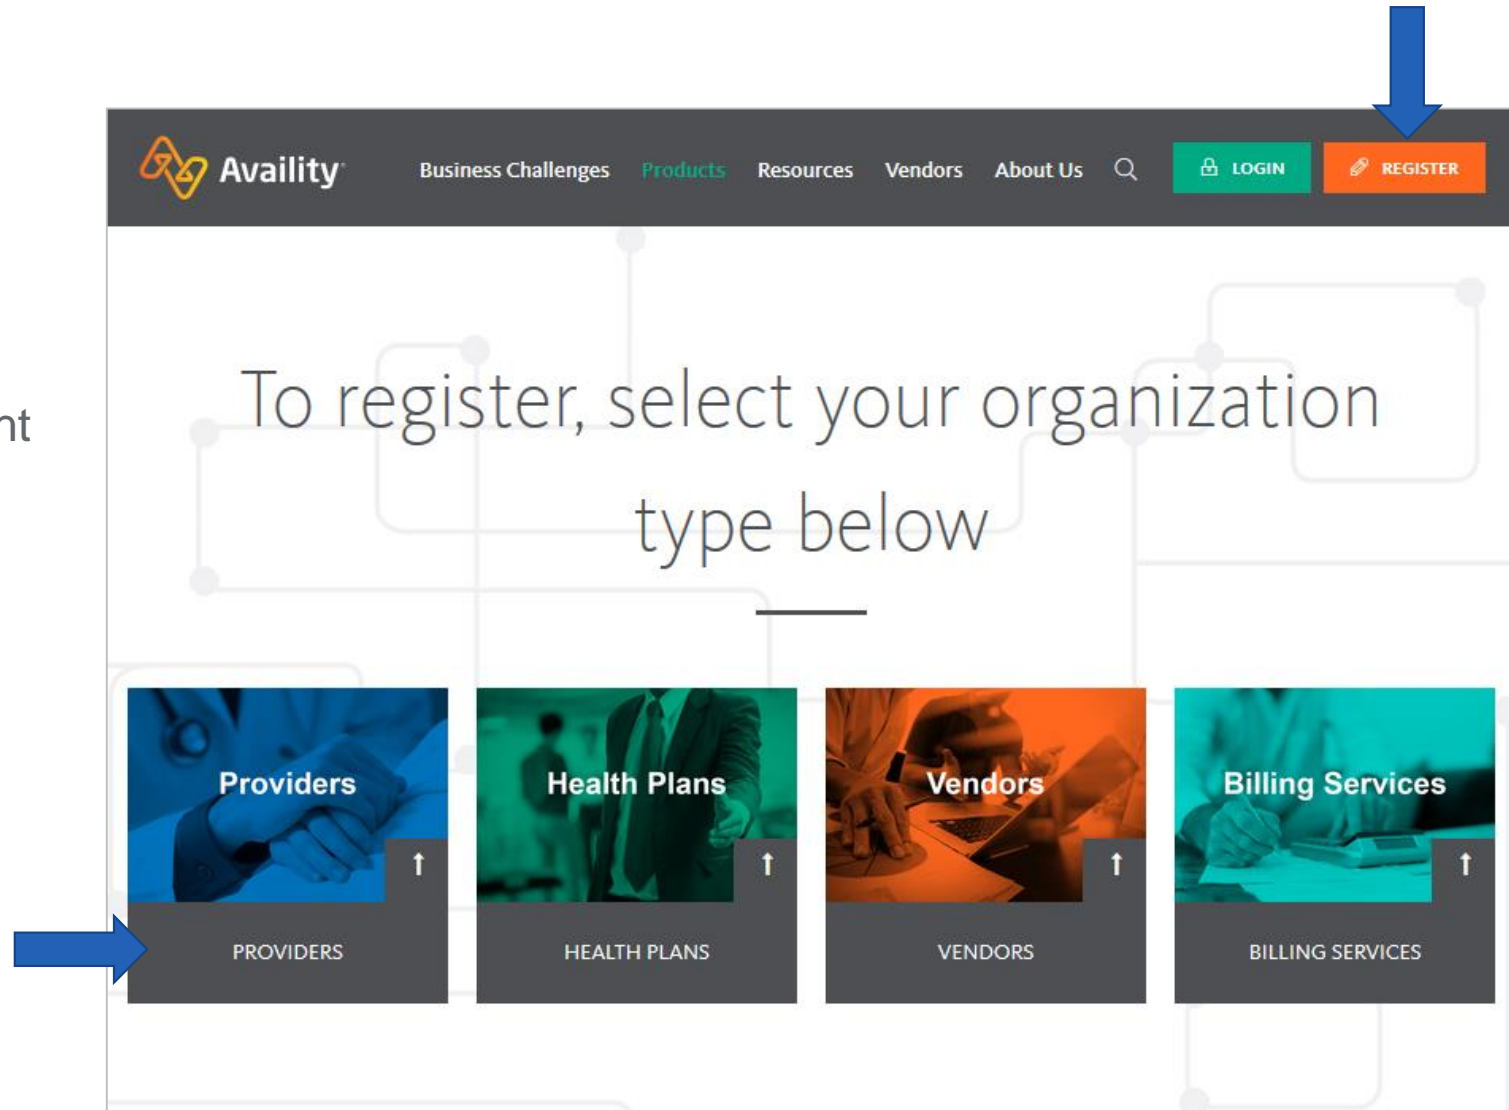 Availity
Business Challenges Products Resources Vendors About Us LOGIN REGISTER
nt
To register, select your organization
type below
Providers Health Plans Vendors Billing Services
PROVIDERS HEALTH PLANS VENDORS BILLING SERVICES